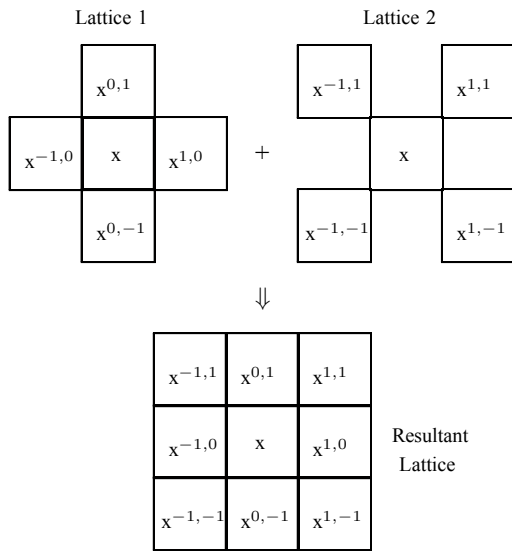 Lattice 1 Lattice 2
x^{0,1} x^{−1,1} x^{1,1}
x^{−1,0} x x^{1,0} + x
x^{0,−1} x^{−1,−1} x^{1,−1}
⇓
x^{−1,1} x^{0,1} x^{1,1}
x^{−1,0} x x^{1,0} Resultant
Lattice
x^{−1,−1} x^{0,−1} x^{1,−1}